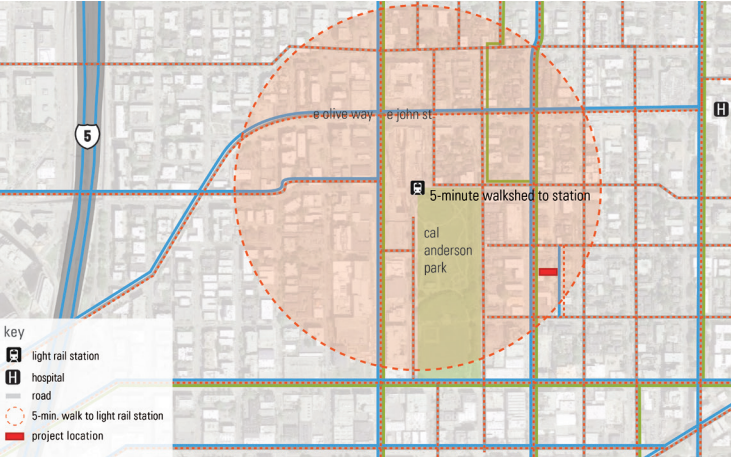 e olive way
e john st.
5
H
5-minute walkshed to station
cal
anderson
park
key
light rail station
H
hospital
road
5-min. walk to light rail station
project location